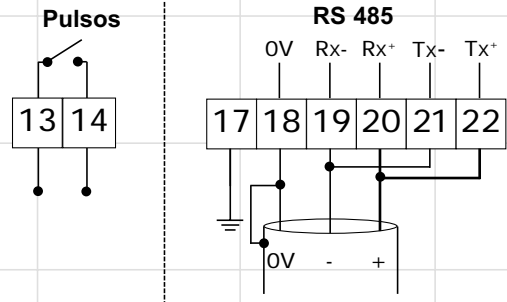 Pulsos
RS 485
0V Rx- Rx+ Tx- Tx+
13 14
17 18 19 20 21 22
0V - +